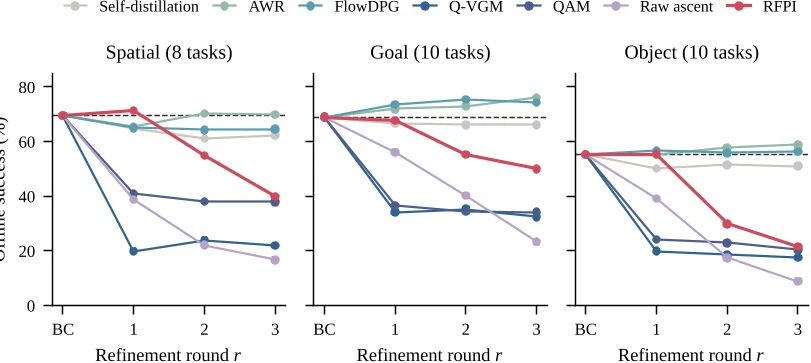 Self-distillation AWR FlowDPG Q-VGM QAM Raw ascent RFPI
Spatial (8 tasks) Goal (10 tasks) Object (10 tasks)
success (%)
80
60
40
20
0
BC 1 2 3 BC 1 2 3 BC 1 2 3
Refinement round r Refinement round r Refinement round r